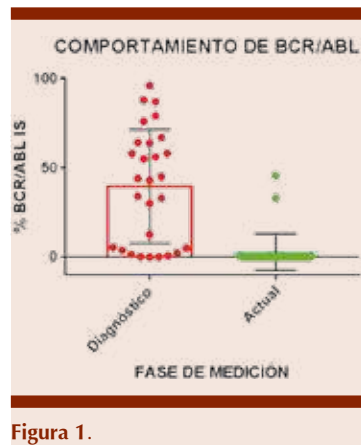 COMPORTAMIENTO DE BCR/ABL
% BCR/ABL IS
100
50
0
Diagnóstico
Actual
FASE DE MEDICIÓN
Figura 1.